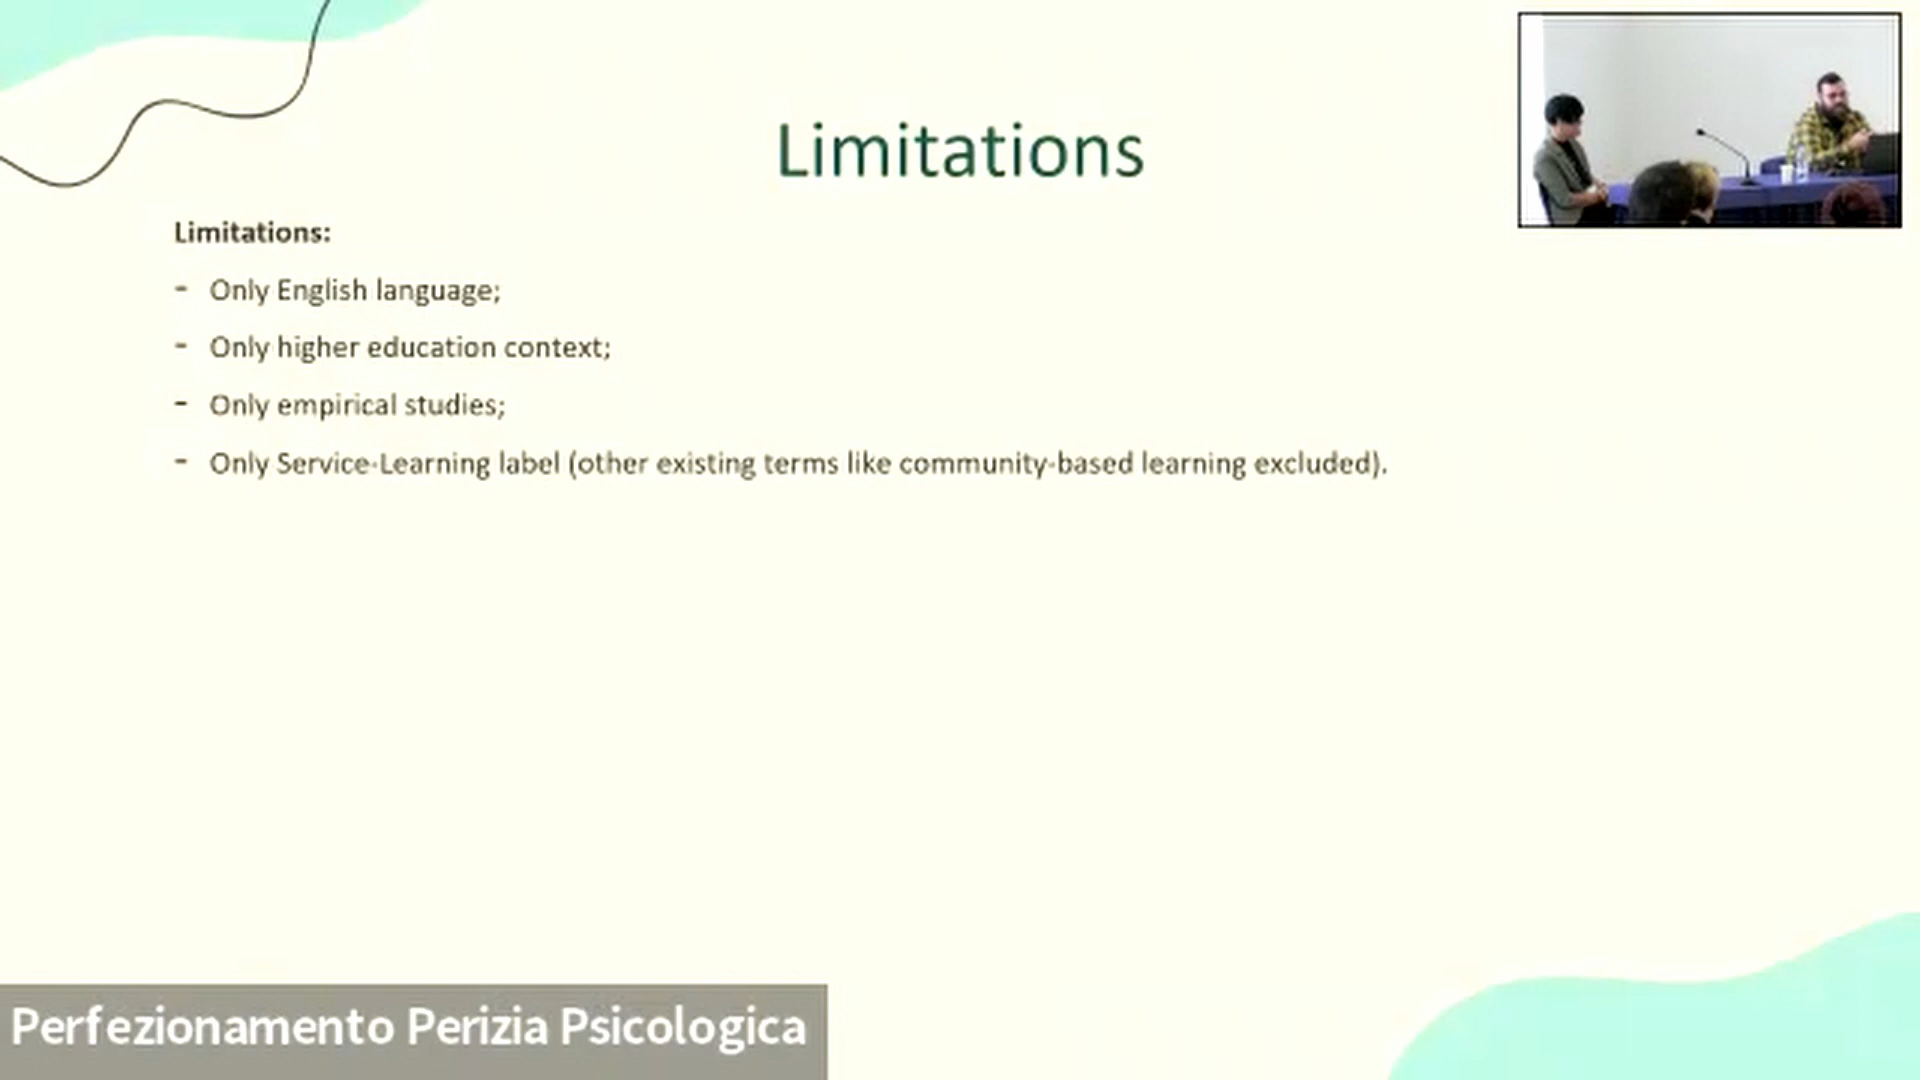 Limitations
Limitations:
- Only English language;
- Only higher education context;
- Only empirical studies;
- Only Service-Learning label (other existing terms like community-based learning excluded).
Perfezionamento Perizia Psicologica